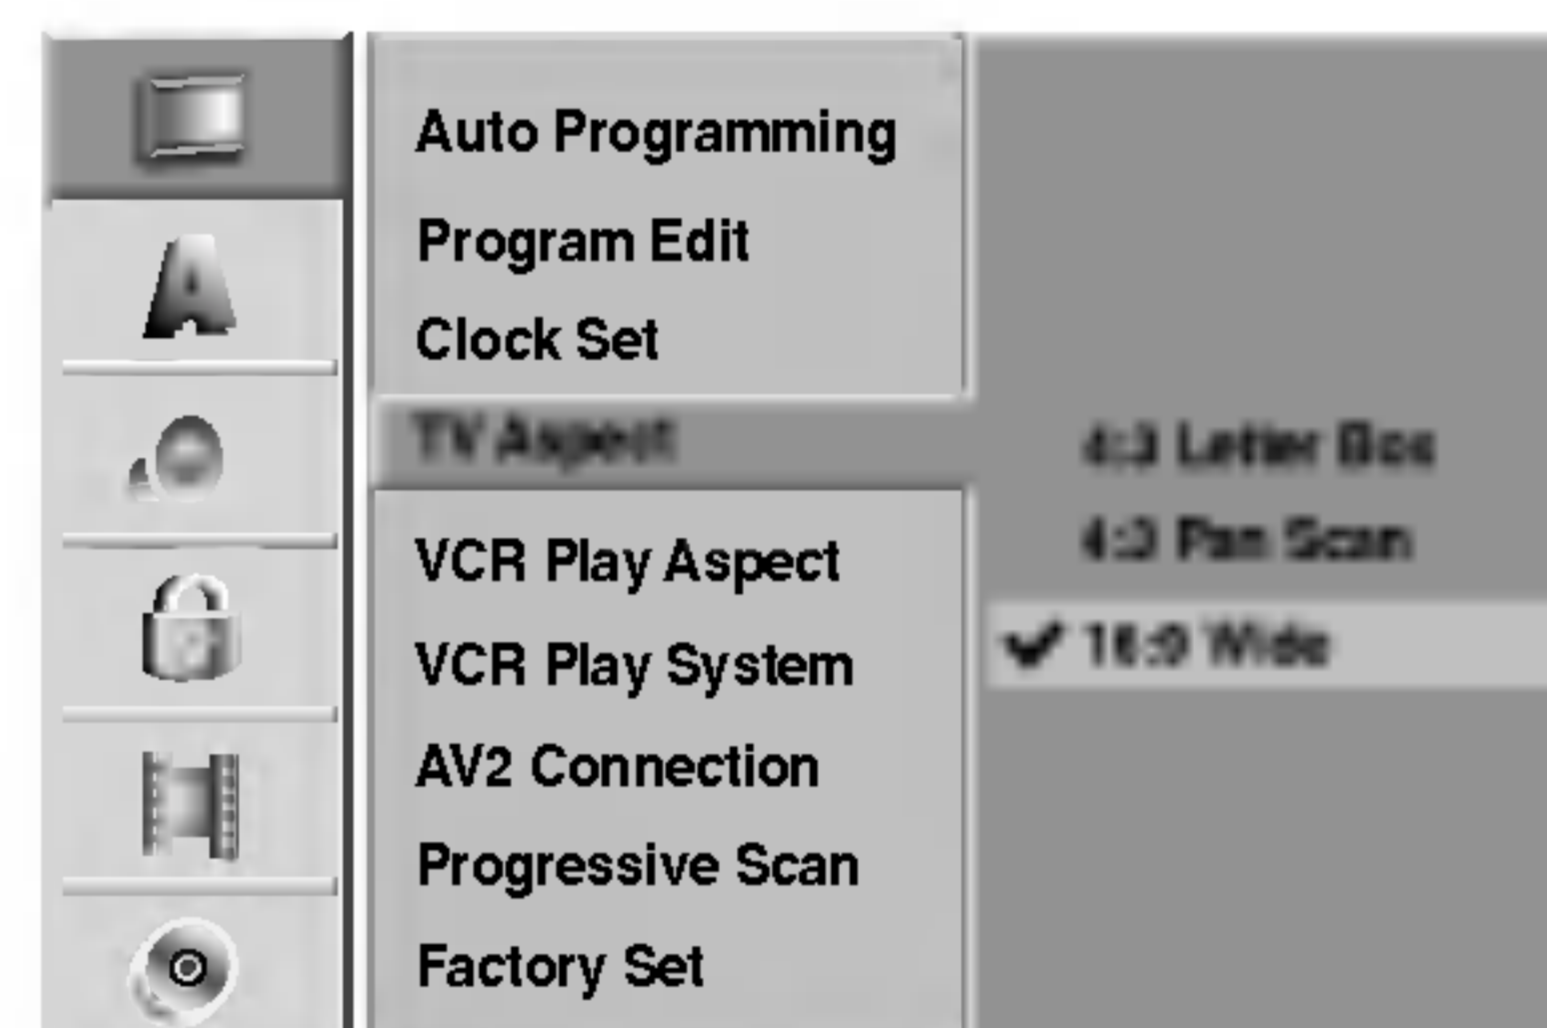 Auto Programming
Program Edit
Clock Set
TV Aspect
4:3 Letter Box
4:3 Pan Scan
✔ 16:9 Wide
VCR Play Aspect
VCR Play System
AV2 Connection
Progressive Scan
Factory Set